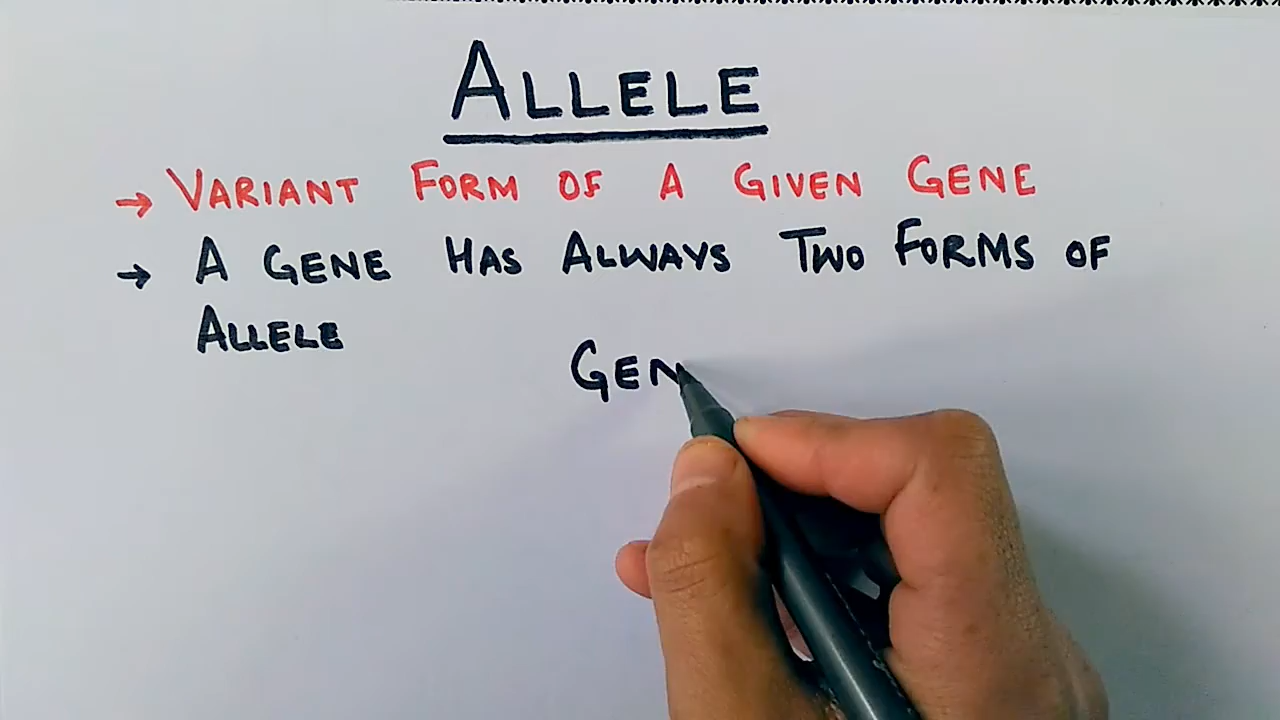 ALLELE
→ VARIANT FORM OF A GIVEN GENE
→ A GENE HAS ALWAYS TWO FORMS OF
ALLELE
GEN